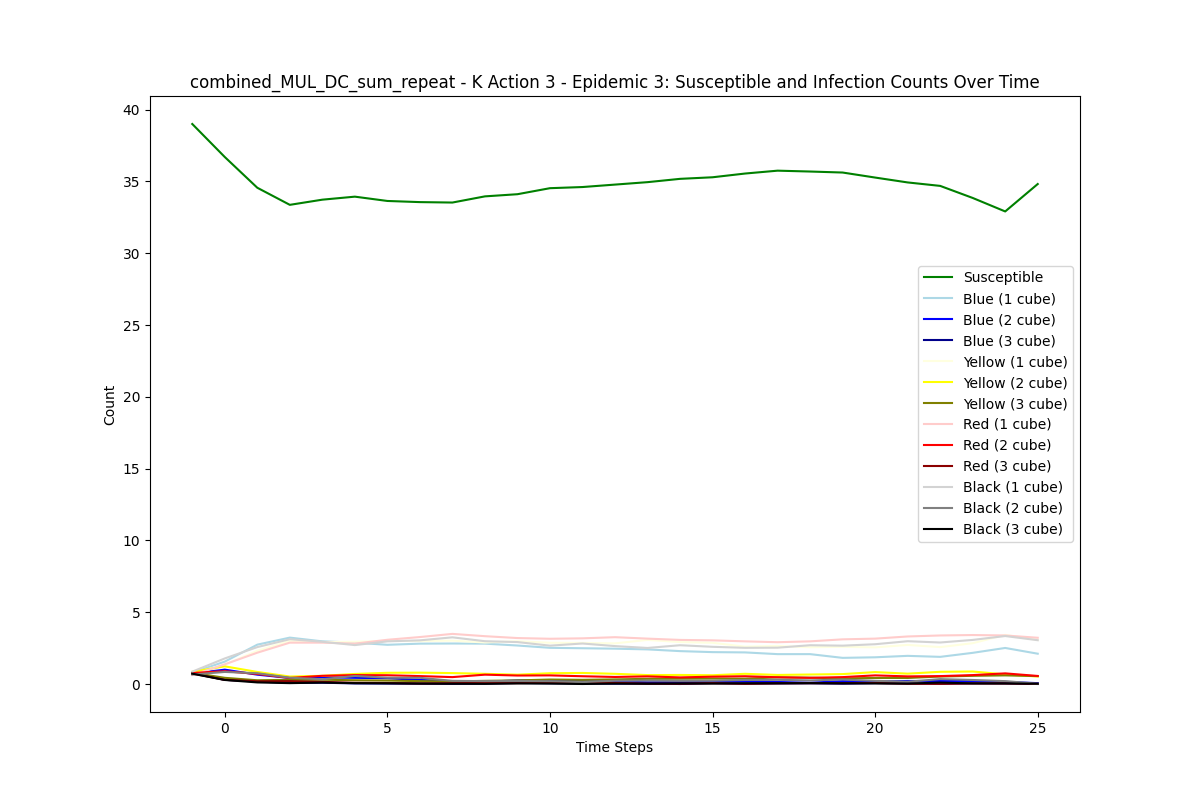 combined_MUL_DC_sum_repeat - K Action 3 - Epidemic 3: Susceptible and Infection Counts Over Time
40
35
30
25
20
15
10
5
0
Count
Susceptible
Blue (1 cube)
Blue (2 cube)
Blue (3 cube)
Yellow (1 cube)
Yellow (2 cube)
Yellow (3 cube)
Red (1 cube)
Red (2 cube)
Red (3 cube)
Black (1 cube)
Black (2 cube)
Black (3 cube)
0 5 10 15 20 25
Time Steps